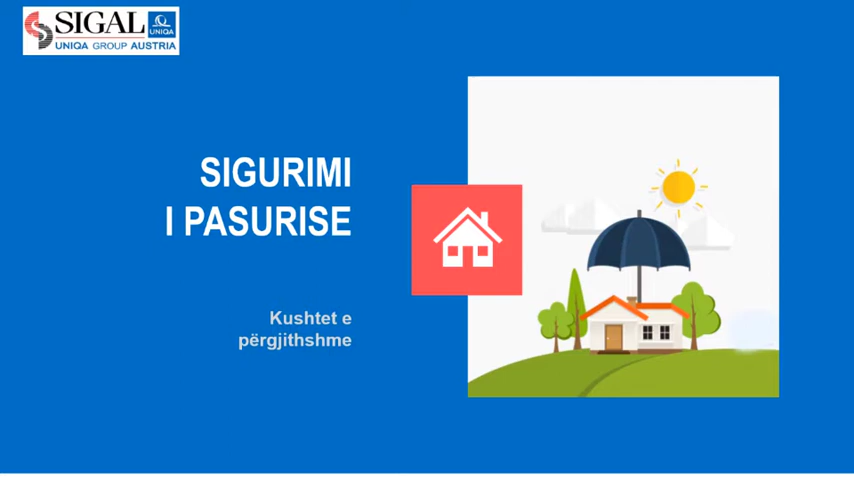 SIGAL
UNIQA
UNIQA GROUP AUSTRIA
SIGURIMI
I PASURISE
Kushtet e
përgjithshme